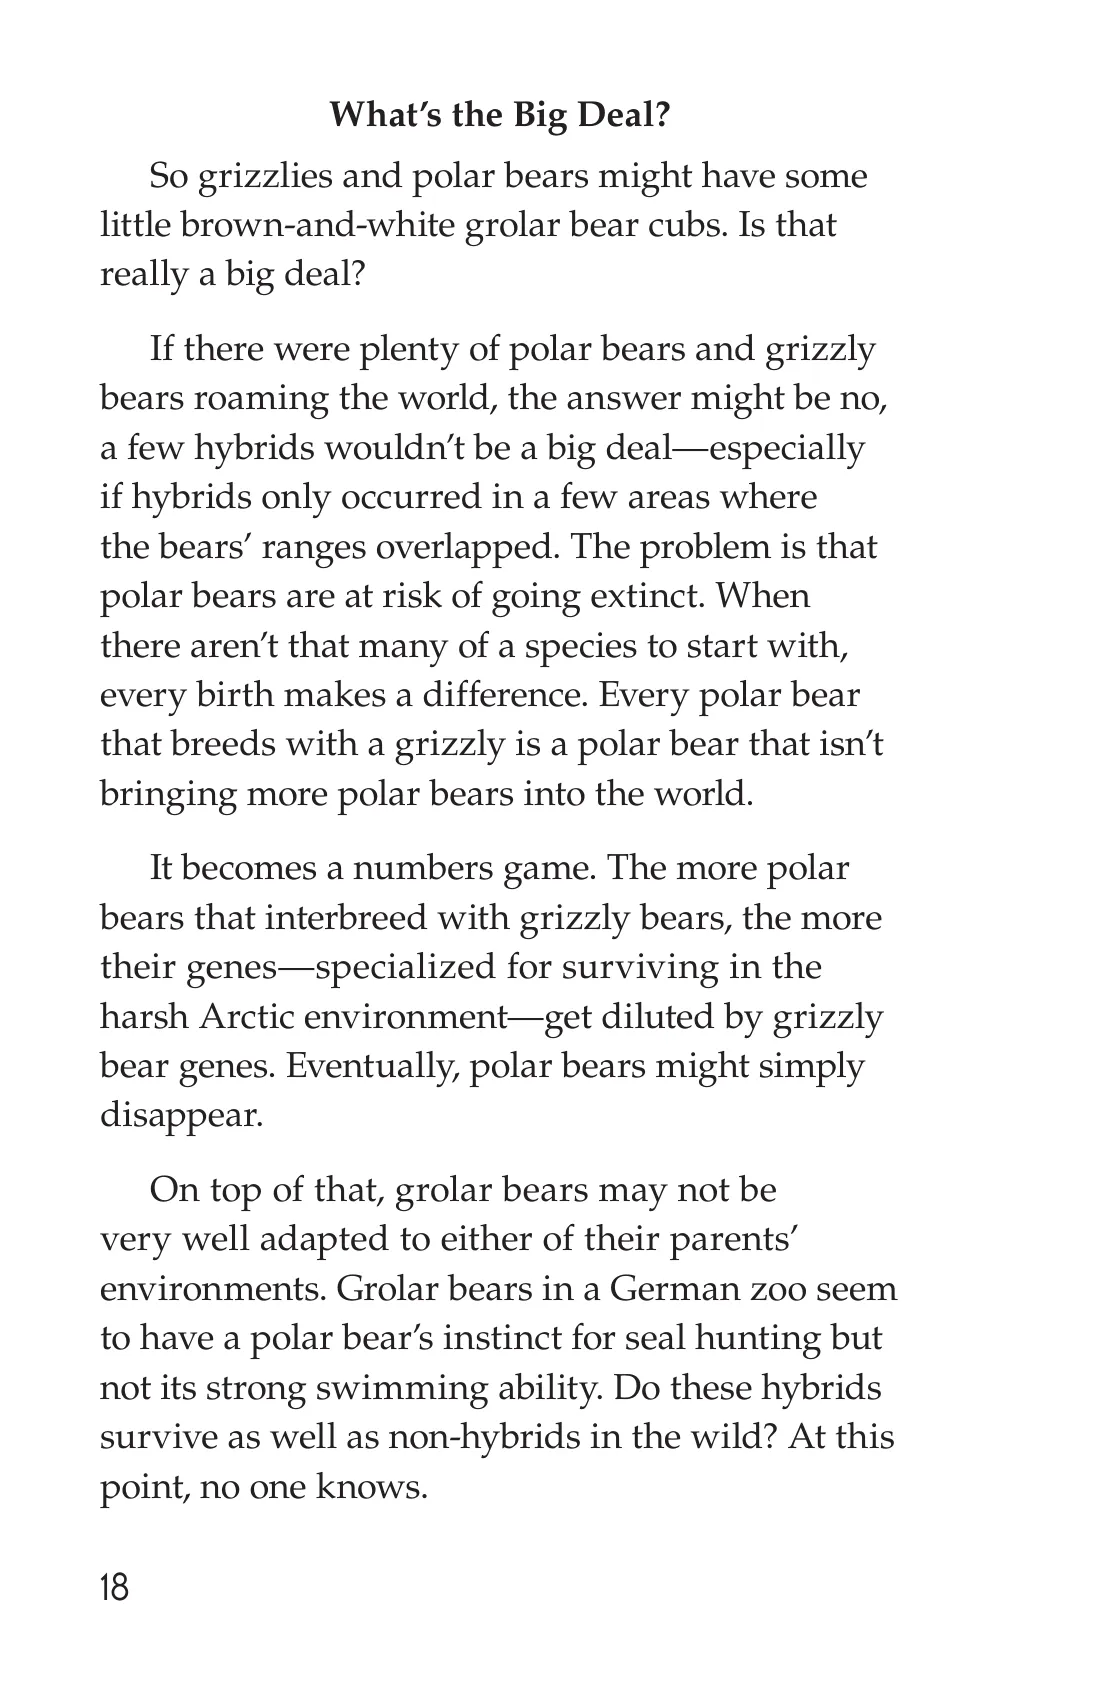 What’s the Big Deal?
So grizzlies and polar bears might have some
little brown-and-white grolar bear cubs. Is that
really a big deal?
If there were plenty of polar bears and grizzly
bears roaming the world, the answer might be no,
a few hybrids wouldn’t be a big deal—especially
if hybrids only occurred in a few areas where
the bears’ ranges overlapped. The problem is that
polar bears are at risk of going extinct. When
there aren’t that many of a species to start with,
every birth makes a difference. Every polar bear
that breeds with a grizzly is a polar bear that isn’t
bringing more polar bears into the world.
It becomes a numbers game. The more polar
bears that interbreed with grizzly bears, the more
their genes—specialized for surviving in the
harsh Arctic environment—get diluted by grizzly
bear genes. Eventually, polar bears might simply
disappear.
On top of that, grolar bears may not be
very well adapted to either of their parents’
environments. Grolar bears in a German zoo seem
to have a polar bear’s instinct for seal hunting but
not its strong swimming ability. Do these hybrids
survive as well as non-hybrids in the wild? At this
point, no one knows.
18